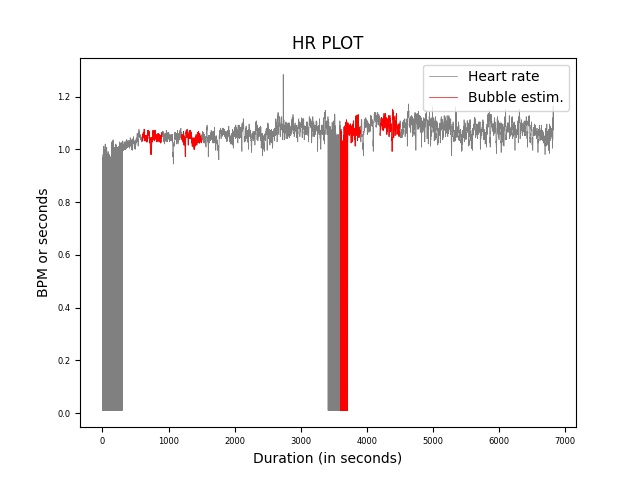 HR PLOT
Heart rate
Bubble estim.
1.2
1.0
0.8
0.6
0.4
0.2
0.0
BPM or seconds
0 1000 2000 3000 4000 5000 6000 7000
Duration (in seconds)